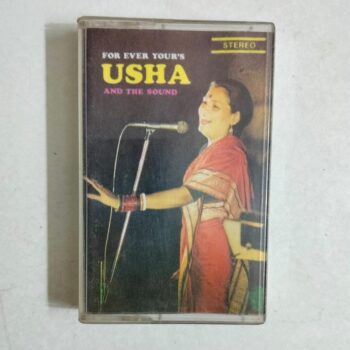 STEREO
FOR EVER YOUR'S
USHA
AND THE SOUND